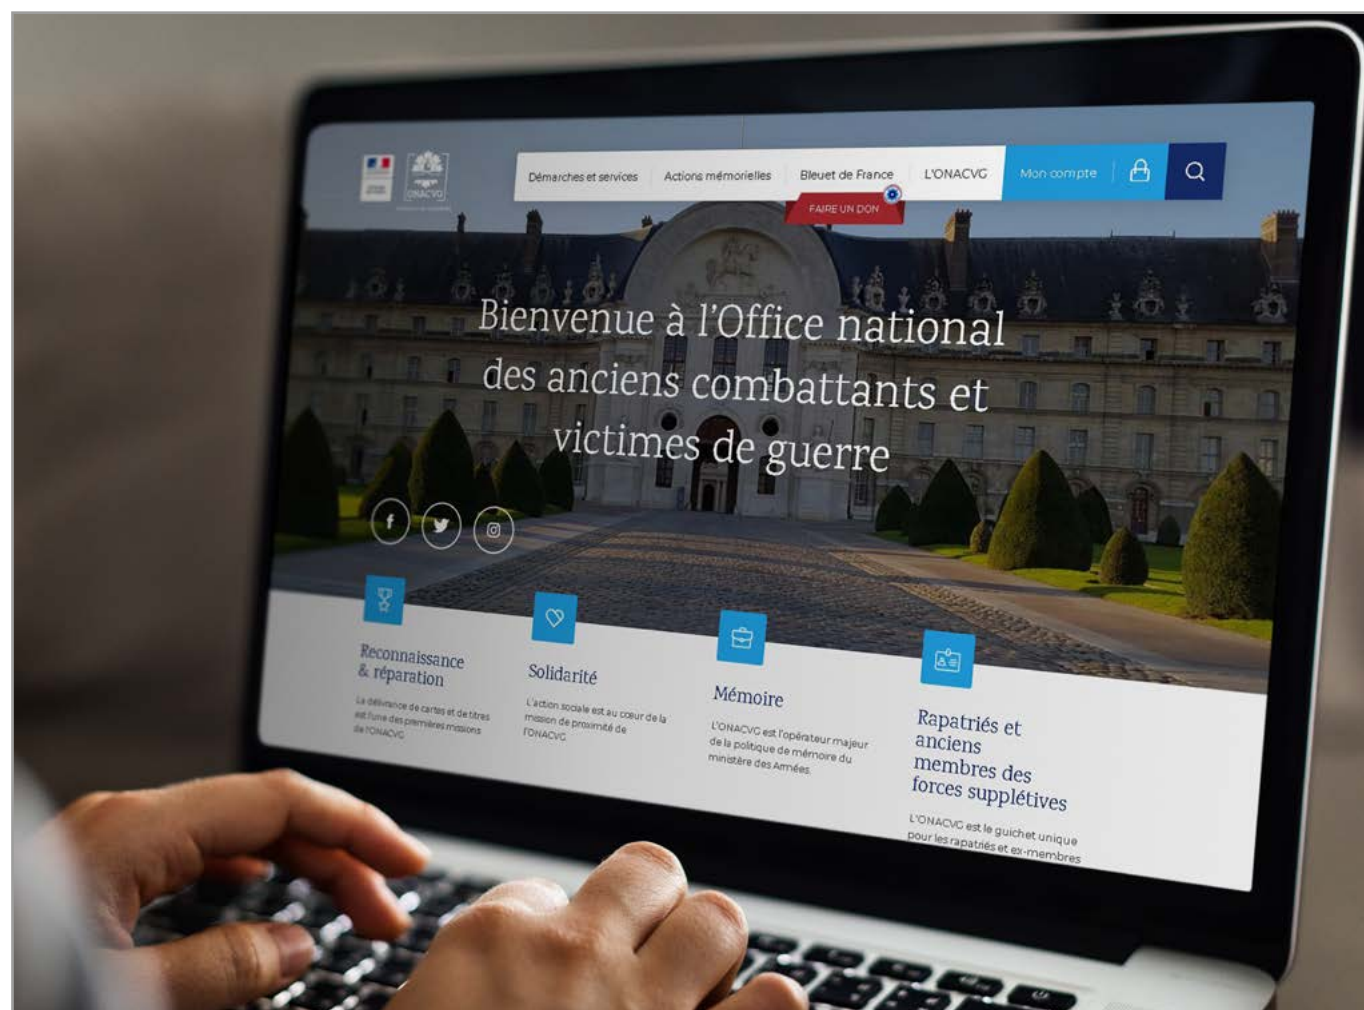 ONACVG
Démarches et services
Actions mémorielles
Bleuet de France
L'ONACVG
Mon compte
FAIRE UN DON
Bienvenue à l'Office national
des anciens combattants et
victimes de guerre
Reconnaissance
& réparation
La délivrance de cartes et de titres
est l'une des premières missions
de l'ONACVG
Solidarité
L'action sociale est au cœur de la
mission de proximité de
l'ONACVG
Mémoire
L'ONACVG est l'opérateur majeur
de la politique de mémoire du
ministère des Armées.
Rapatriés et
anciens
membres des
forces supplétives
L'ONACVG est le guichet unique
pour les rapatriés et ex-membres